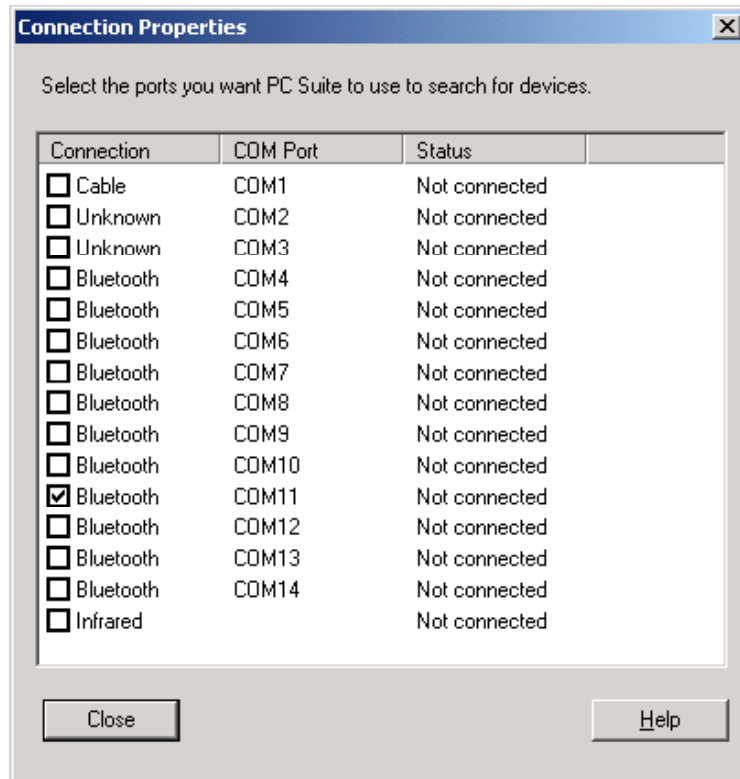 Connection Properties
Select the ports you want PC Suite to use to search for devices.
Connection COM Port Status
Cable COM1 Not connected
Unknown COM2 Not connected
Unknown COM3 Not connected
Bluetooth COM4 Not connected
Bluetooth COM5 Not connected
Bluetooth COM6 Not connected
Bluetooth COM7 Not connected
Bluetooth COM8 Not connected
Bluetooth COM9 Not connected
Bluetooth COM10 Not connected
Bluetooth COM11 Not connected
Bluetooth COM12 Not connected
Bluetooth COM13 Not connected
Bluetooth COM14 Not connected
Infrared Not connected
Close Help